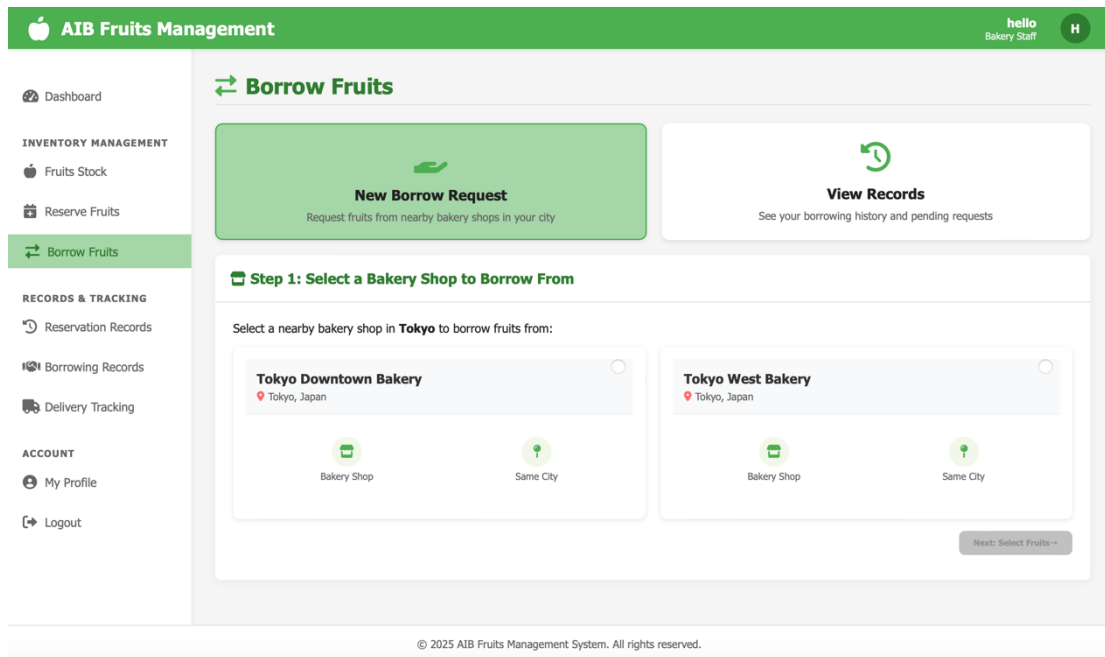 AIB Fruits Management
hello
Bakery Staff
H
Dashboard
INVENTORY MANAGEMENT
Fruits Stock
Reserve Fruits
Borrow Fruits
RECORDS & TRACKING
Reservation Records
Borrowing Records
Delivery Tracking
ACCOUNT
My Profile
Logout
Borrow Fruits
New Borrow Request
Request fruits from nearby bakery shops in your city
View Records
See your borrowing history and pending requests
Step 1: Select a Bakery Shop to Borrow From
Select a nearby bakery shop in Tokyo to borrow fruits from:
Tokyo Downtown Bakery
Tokyo, Japan
Bakery Shop
Same City
Tokyo West Bakery
Tokyo, Japan
Bakery Shop
Same City
Next: Select Fruits→
© 2025 AIB Fruits Management System. All rights reserved.